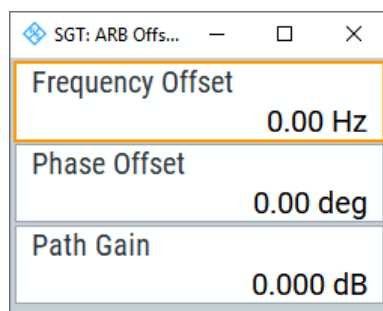 SGT: ARB Offs...
Frequency Offset
0.00 Hz
Phase Offset
0.00 deg
Path Gain
0.000 dB